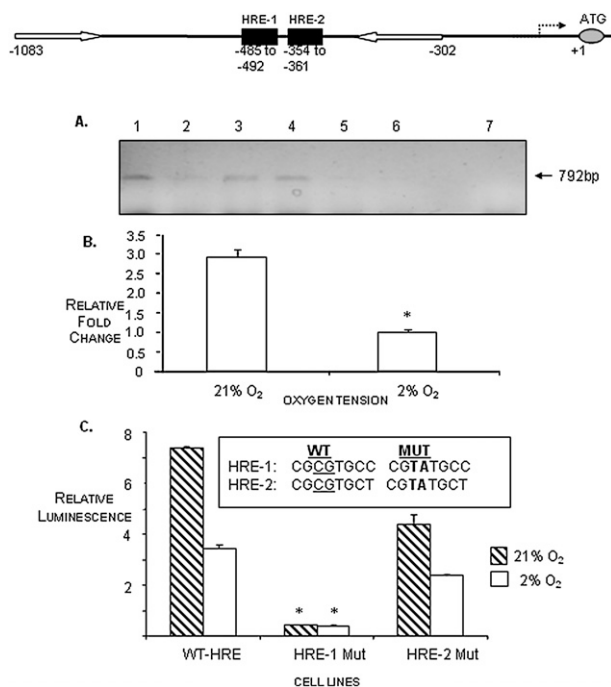 HRE-1 HRE-2 ATG
-1083 -485 to -354 to -302 +1
-492 -361
A.
1 2 3 4 5 6 7
792bp
B.
3.5
3.0
2.5
2.0
1.5
1.0
0.5
0
RELATIVE
FOLD
CHANGE
*
21% O₂ 2% O₂
OXYGEN TENSION
C.
8
6
4
2
RELATIVE
LUMINESCENCE
WT MUT
HRE-1: CGCGTGCC CGTATGCC
HRE-2: CGCGTGCT CGTATGCT
21% O₂
2% O₂
* *
WT-HRE HRE-1 Mut HRE-2 Mut
CELL LINES